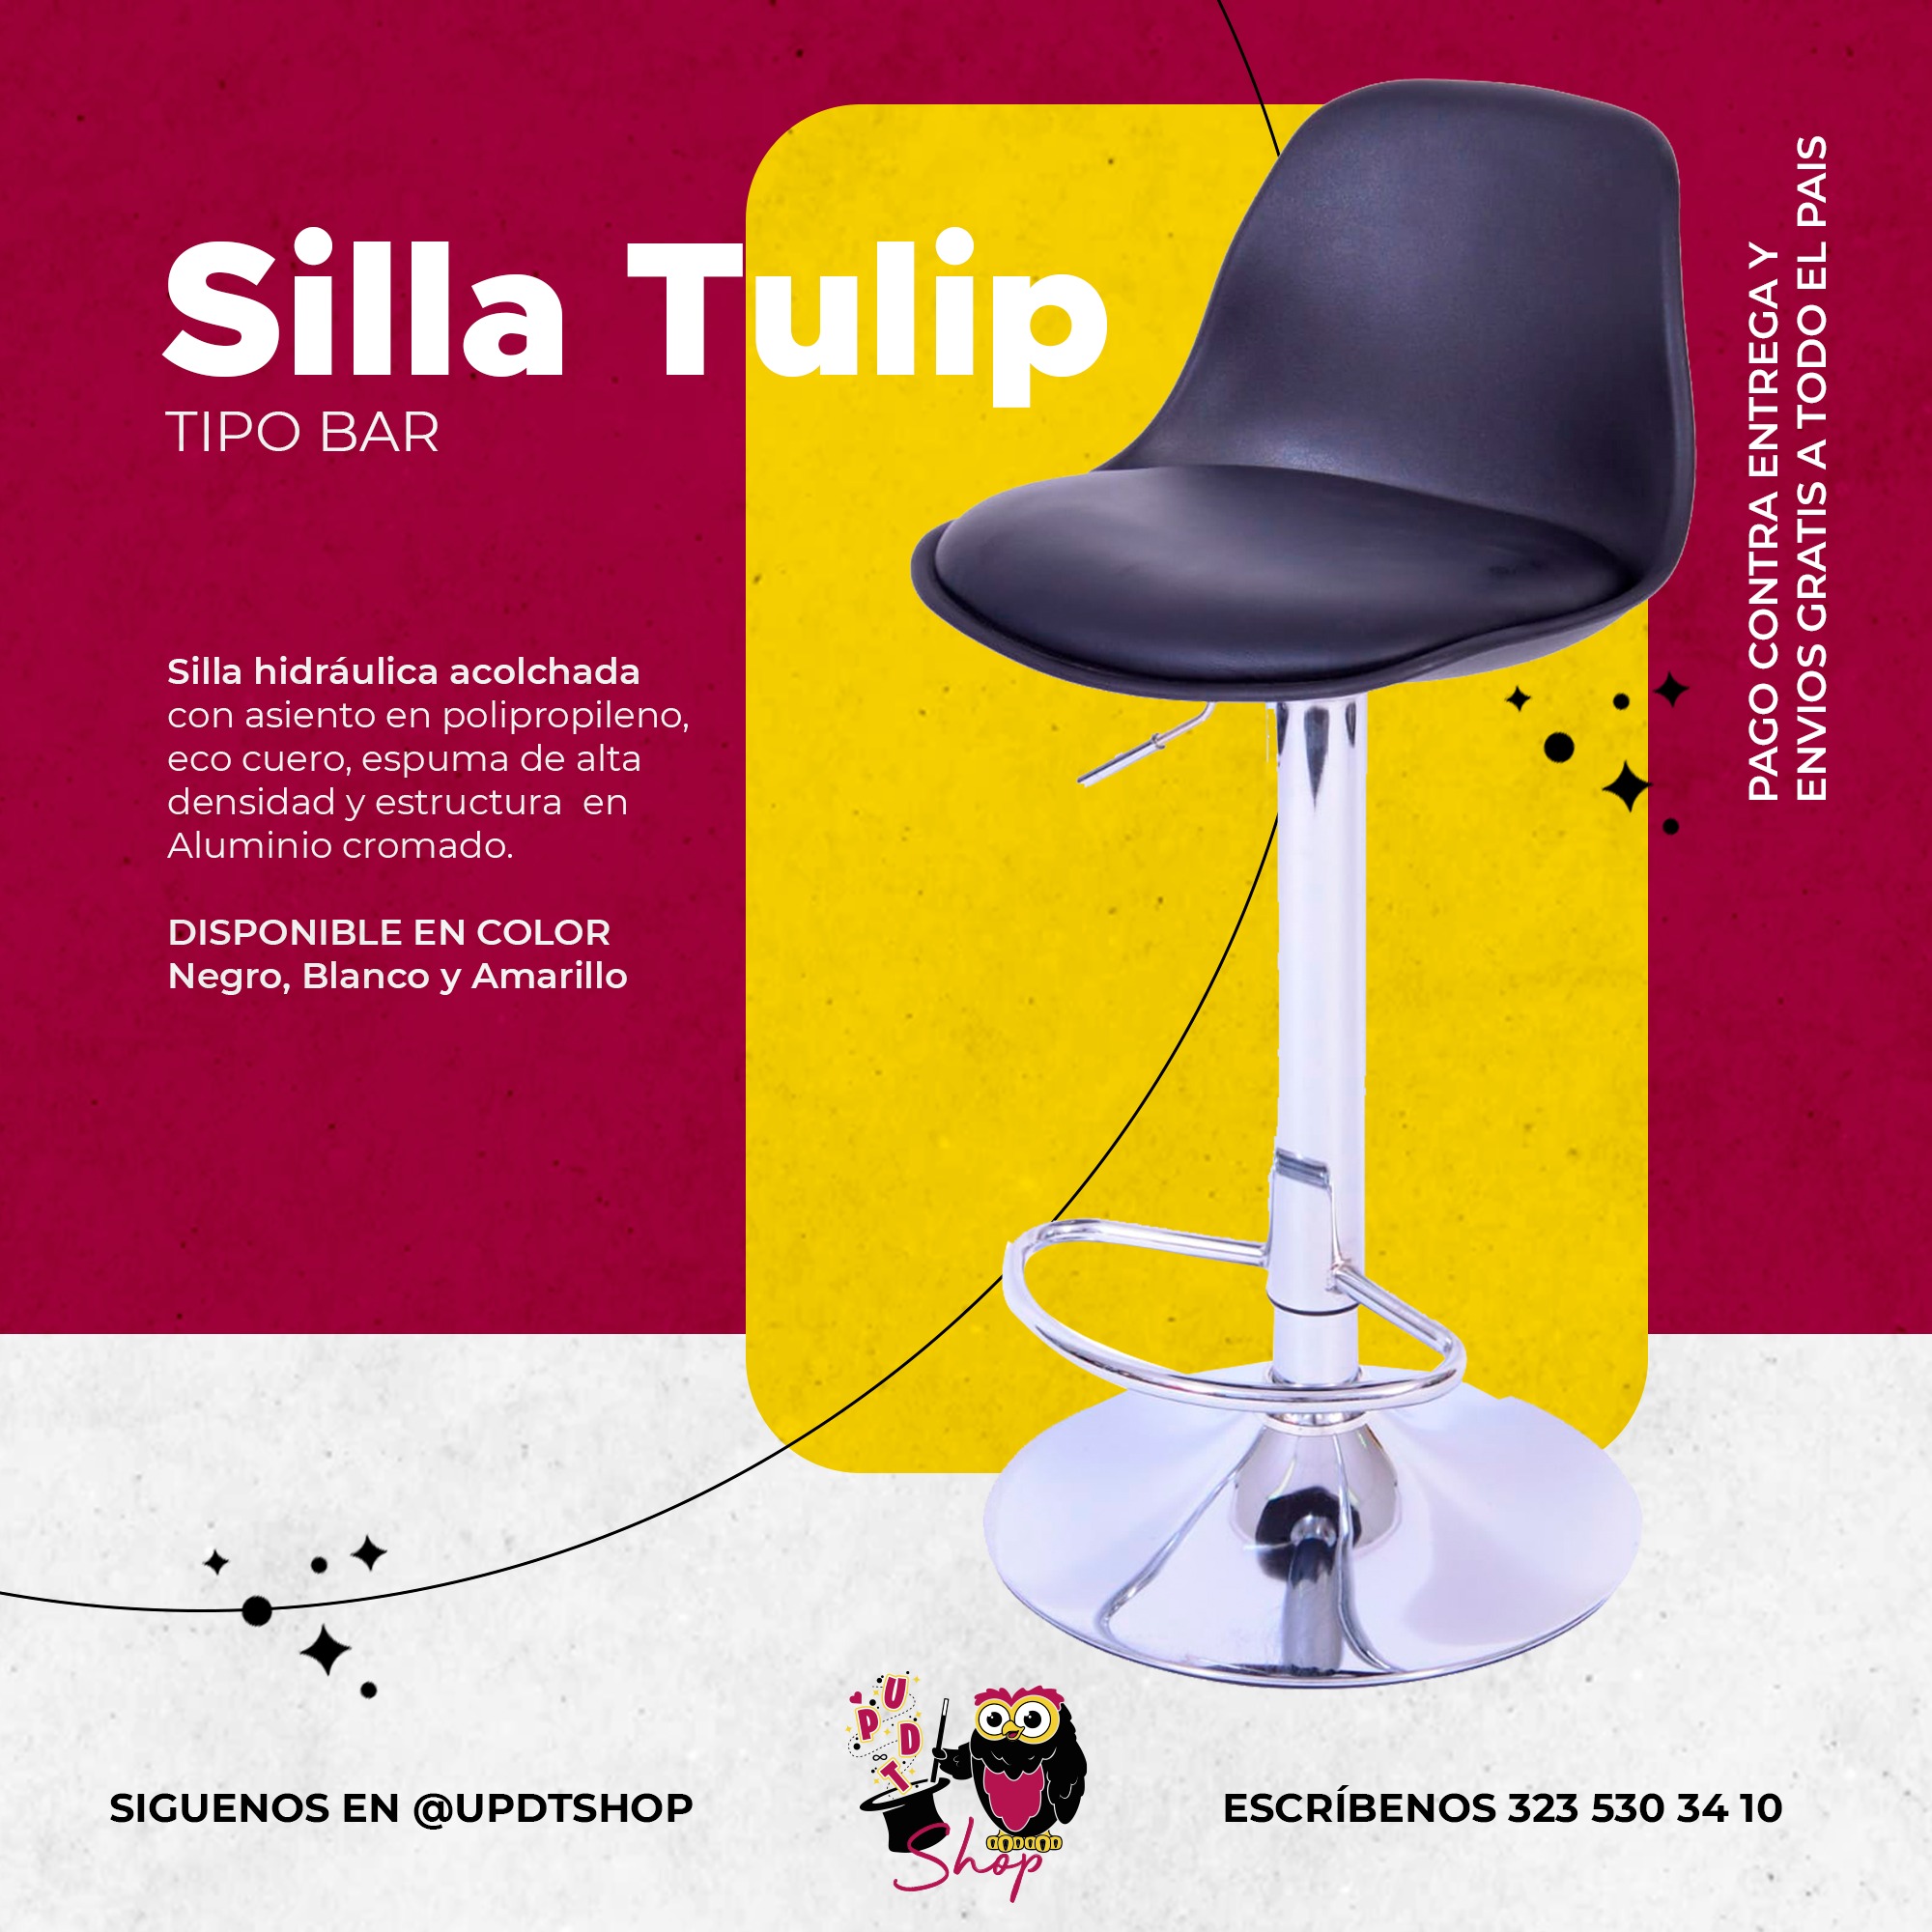 Silla Tulip
TIPO BAR
Silla hidráulica acolchada
con asiento en polipropileno,
eco cuero, espuma de alta
densidad y estructura  en
Aluminio cromado.
DISPONIBLE EN COLOR
Negro, Blanco y Amarillo
PAGO CONTRA ENTREGA Y
ENVIOS GRATIS A TODO EL PAIS
SIGUENOS EN @UPDTSHOP
UPDT
Shop
ESCRÍBENOS 323 530 34 10